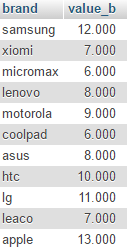 brand value_b
samsung 12.000
xiomi 7.000
micromax 6.000
lenovo 8.000
motorola 9.000
coolpad 6.000
asus 8.000
htc 10.000
lg 11.000
leaco 7.000
apple 13.000